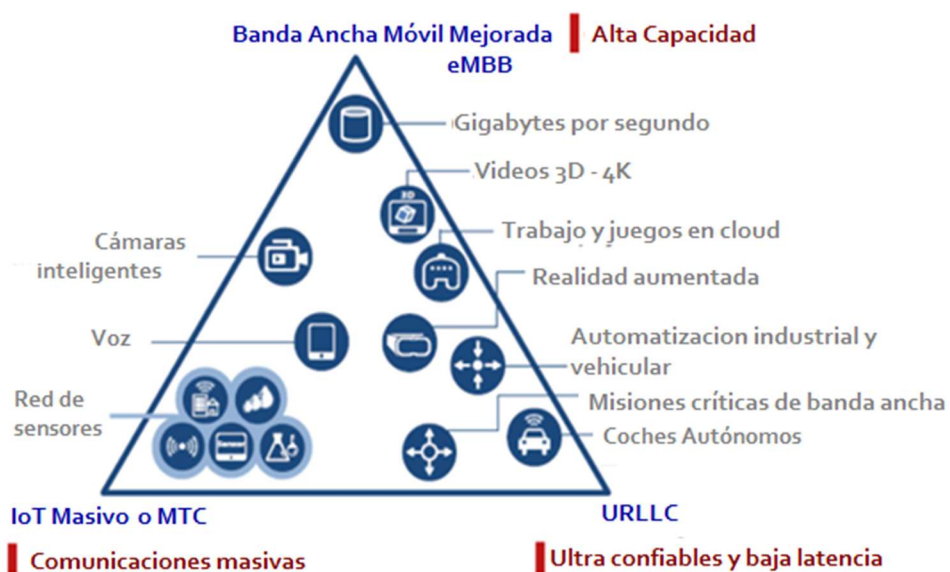 Banda Ancha Móvil Mejorada
eMBB
Alta Capacidad
Gigabytes por segundo
Videos 3D - 4K
3D
Trabajo y juegos en cloud
Cámaras
inteligentes
Realidad aumentada
Voz
Automatizacion industrial y
vehicular
Red de
sensores
Misiones críticas de banda ancha
Coches Autónomos
IoT Masivo o MTC
URLLC
Comunicaciones masivas
Ultra confiables y baja latencia